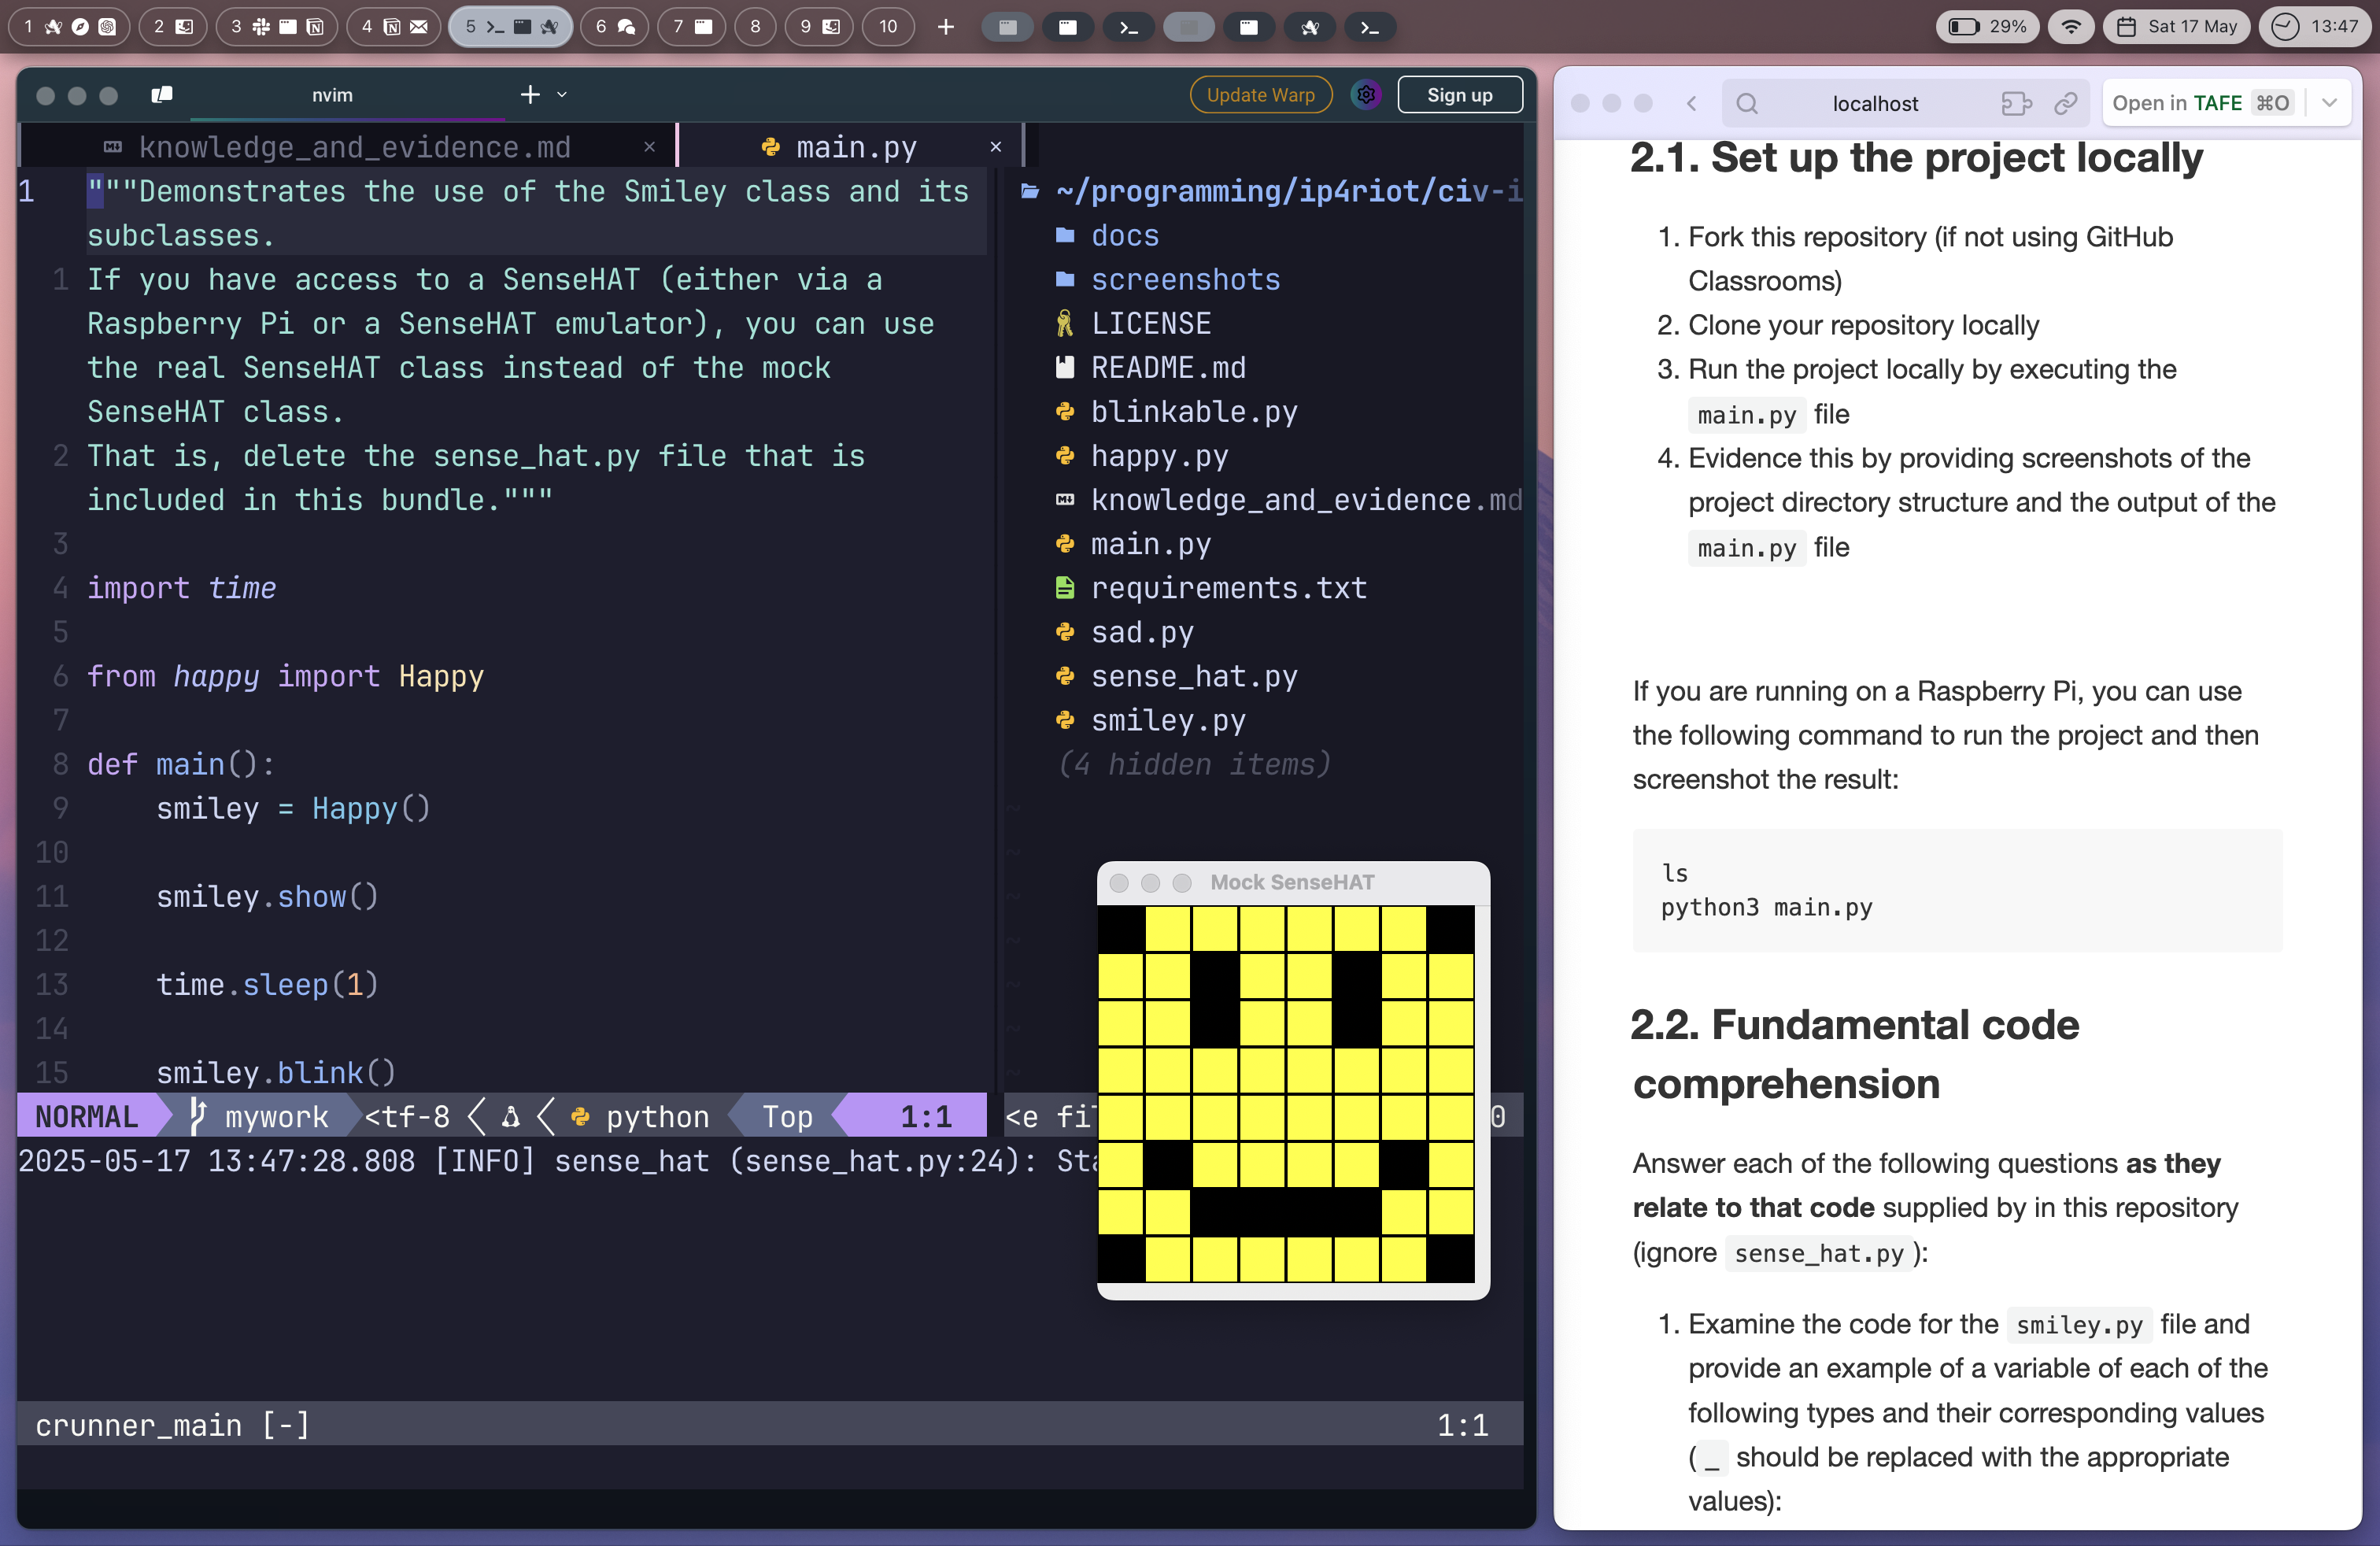 1
2
3
4
5
6
7
8
9
10
29%
Sat 17 May
13:47
nvim
Update Warp
Sign up
knowledge_and_evidence.md ×
main.py ×
1 """Demonstrates the use of the Smiley class and its
subclasses.
1 If you have access to a SenseHAT (either via a
Raspberry Pi or a SenseHAT emulator), you can use
the real SenseHAT class instead of the mock
SenseHAT class.
2 That is, delete the sense_hat.py file that is
included in this bundle."""
3
4 import time
5
6 from happy import Happy
7
8 def main():
9     smiley = Happy()
10
11     smiley.show()
12
13     time.sleep(1)
14
15     smiley.blink()
~/programming/ip4riot/civ-i
docs
screenshots
LICENSE
README.md
blinkable.py
happy.py
knowledge_and_evidence.md
main.py
requirements.txt
sad.py
sense_hat.py
smiley.py
(4 hidden items)
~
~
~
~
~
~
~
NORMAL mywork <tf-8 python Top 1:1
<e fi 0
2025-05-17 13:47:28.808 [INFO] sense_hat (sense_hat.py:24): Sta
crunner_main [-] 1:1
Mock SenseHAT
localhost
Open in TAFE ⌘O
2.1. Set up the project locally
1. Fork this repository (if not using GitHub
Classrooms)
2. Clone your repository locally
3. Run the project locally by executing the
main.py file
4. Evidence this by providing screenshots of the
project directory structure and the output of the
main.py file
If you are running on a Raspberry Pi, you can use
the following command to run the project and then
screenshot the result:
ls
python3 main.py
2.2. Fundamental code
comprehension
Answer each of the following questions as they
relate to that code supplied by in this repository
(ignore sense_hat.py ):
1. Examine the code for the smiley.py file and
provide an example of a variable of each of the
following types and their corresponding values
( _ should be replaced with the appropriate
values):